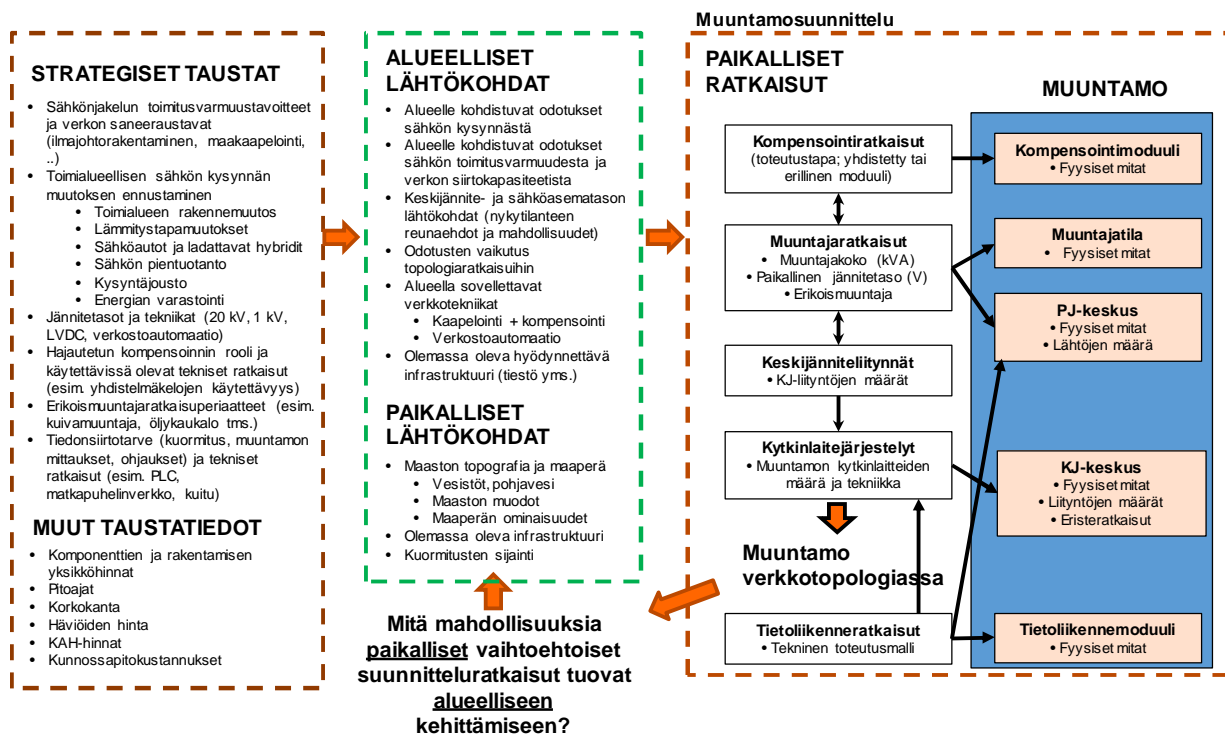 Muuntamosuunnittelu
STRATEGISET TAUSTAT
• Sähkönjakelun toimitusvarmuustavoitteet
ja verkon saneeraustavat
(ilmajohtorakentaminen, maakaapelointi,
..)
• Toimialueellisen sähkön kysynnän
muutoksen ennustaminen
• Toimialueen rakennemuutos
• Lämmitystapamuutokset
• Sähköautot ja ladattavat hybridit
• Sähkön pientuotanto
• Kysyntäjousto
• Energian varastointi
• Jännitetasot ja tekniikat (20 kV, 1 kV,
LVDC, verkostoautomaatio)
• Hajautetun kompensoinnin rooli ja
käytettävissä olevat tekniset ratkaisut
(esim. yhdistelmäkelojen käytettävyys)
• Erikoismuuntajaratkaisuperiaatteet (esim.
kuivamuuntaja, öljykaukalo tms.)
• Tiedonsiirtotarve (kuormitus, muuntamon
mittaukset, ohjaukset) ja tekniset
ratkaisut (esim. PLC,
matkapuhelinverkko, kuitu)
MUUT TAUSTATIEDOT
• Komponenttien ja rakentamisen
yksikköhinnat
• Pitoajat
• Korkokanta
• Häviöiden hinta
• KAH-hinnat
• Kunnossapitokustannukset
ALUEELLISET
LÄHTÖKOHDAT
• Alueelle kohdistuvat odotukset
sähkön kysynnästä
• Alueelle kohdistuvat odotukset
sähkön toimitusvarmuudesta ja
verkon siirtokapasiteetista
• Keskijännite- ja sähköasematason
lähtökohdat (nykytilanteen
reunaehdot ja mahdollisuudet)
• Odotusten vaikutus
topologiaratkaisuihin
• Alueella sovellettavat
verkkotekniikat
• Kaapelointi + kompensointi
• Verkostoautomaatio
• Olemassa oleva hyödynnettävä
infrastruktuuri (tiestö yms.)
PAIKALLISET
LÄHTÖKOHDAT
• Maaston topografia ja maaperä
• Vesistöt, pohjavesi
• Maaston muodot
• Maaperän ominaisuudet
• Olemassa oleva infrastruktuuri
• Kuormitusten sijainti
Mitä mahdollisuuksia
paikalliset vaihtoehtoiset
suunnitteluratkaisut tuovat
alueelliseen
kehittämiseen?
PAIKALLISET
RATKAISUT
Kompensointiratkaisut
(toteutustapa; yhdistetty tai
erillinen moduuli)
Muuntajaratkaisut
• Muuntajakoko (kVA)
• Paikallinen jännitetaso (V)
• Erikoismuuntaja
Keskijänniteliitynnät
• KJ-liityntöjen määrät
Kytkinlaitejärjestelyt
• Muuntamon kytkinlaitteiden
määrä ja tekniikka
Muuntamo
verkkotopologiassa
Tietoliikenneratkaisut
• Tekninen toteutusmalli
MUUNTAMO
Kompensointimoduuli
• Fyysiset mitat
Muuntajatila
• Fyysiset mitat
PJ-keskus
• Fyysiset mitat
• Lähtöjen määrä
KJ-keskus
• Fyysiset mitat
• Liityntöjen määrät
• Eristeratkaisut
Tietoliikennemoduuli
• Fyysiset mitat